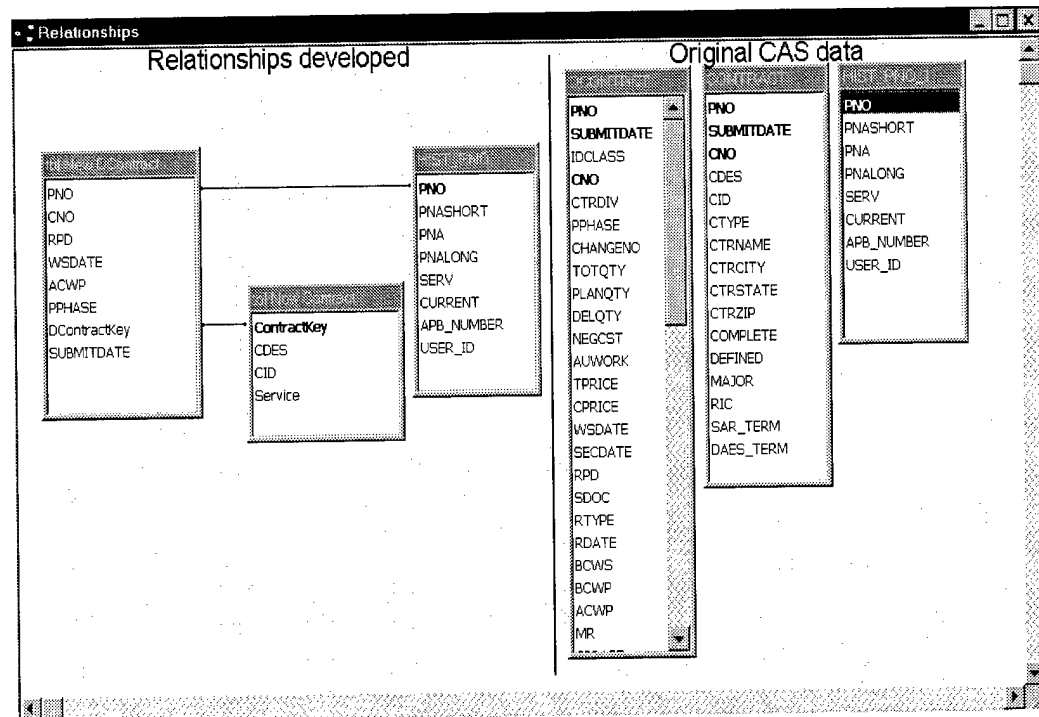 Relationships
Relationships developed
Original CAS data
PNO
CNO
RPD
WSDATE
ACWP
PPHASE
DContractKey
SUBMITDATE
ContractKey
CDES
CID
Service
PNO
PNASHORT
PNA
PNALONG
SERV
CURRENT
APB_NUMBER
USER_ID
PNO
SUBMITDATE
IDCLASS
CNO
CTRDIV
PPHASE
CHANGENO
TOTQTY
PLANQTY
DELQTY
NEGCST
AUWORK
TPRICE
CPRICE
WSDATE
SECDATE
RPD
SDOC
RTYPE
RDATE
BCWS
BCWP
ACWP
MR
PNO
SUBMITDATE
CNO
CDES
CID
CTYPE
CTRNAME
CTRCITY
CTRSTATE
CTRZIP
COMPLETE
DEFINED
MAJOR
RIC
SAR_TERM
DAES_TERM
PNO
PNASHORT
PNA
PNALONG
SERV
CURRENT
APB_NUMBER
USER_ID